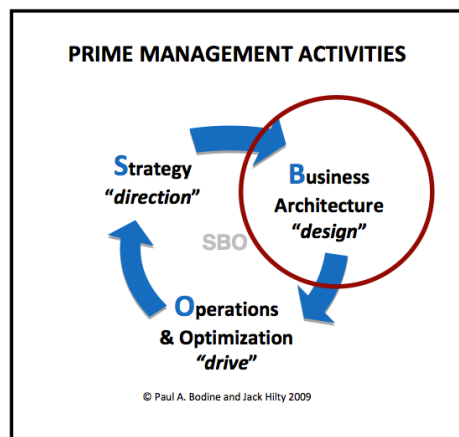 PRIME MANAGEMENT ACTIVITIES
Strategy
“direction”
Business
Architecture
“design”
SBO
Operations
& Optimization
“drive”
© Paul A. Bodine and Jack Hilty 2009